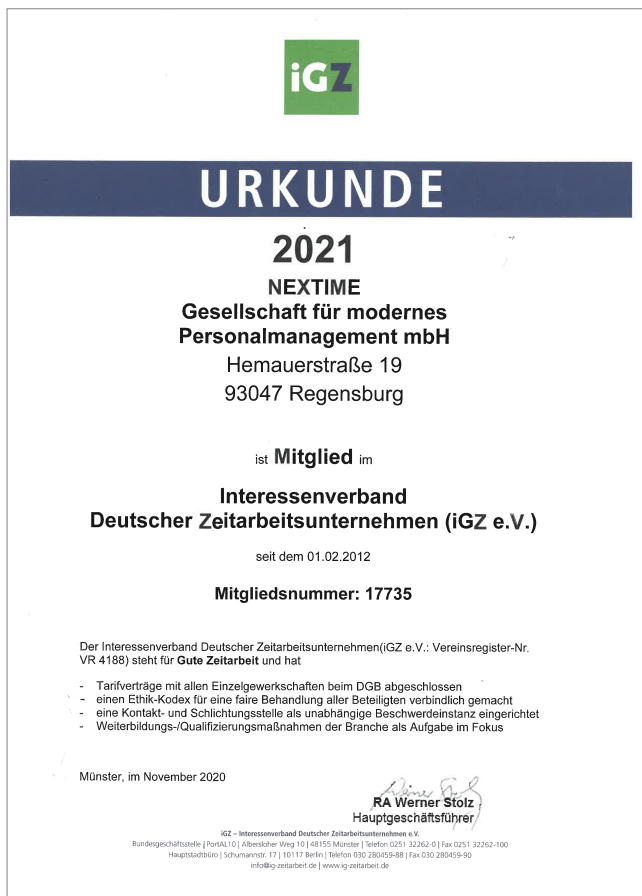 iGZ
URKUNDE
2021
NEXTIME
Gesellschaft für modernes
Personalmanagement mbH
Hemauerstraße 19
93047 Regensburg
ist Mitglied im
Interessenverband
Deutscher Zeitarbeitsunternehmen (iGZ e.V.)
seit dem 01.02.2012
Mitgliedsnummer: 17735
Der Interessenverband Deutscher Zeitarbeitsunternehmen(iGZ e.V.: Vereinsregister-Nr.
VR 4188) steht für Gute Zeitarbeit und hat
- Tarifverträge mit allen Einzelgewerkschaften beim DGB abgeschlossen
- einen Ethik-Kodex für eine faire Behandlung aller Beteiligten verbindlich gemacht
- eine Kontakt- und Schlichtungsstelle als unabhängige Beschwerdeinstanz eingerichtet
- Weiterbildungs-/Qualifizierungsmaßnahmen der Branche als Aufgabe im Fokus
Münster, im November 2020
Werner Stolz
RA Werner Stolz
Hauptgeschäftsführer
iGZ – Interessenverband Deutscher Zeitarbeitsunternehmen e.V.
Bundesgeschäftsstelle | PortAL10 | Albersloher Weg 10 | 48155 Münster | Telefon 0251 32262-0 | Fax 0251 32262-100
Hauptstadtbüro | Schumannstr. 17 | 10117 Berlin | Telefon 030 280459-88 | Fax 030 280459-90
info@ig-zeitarbeit.de | www.ig-zeitarbeit.de